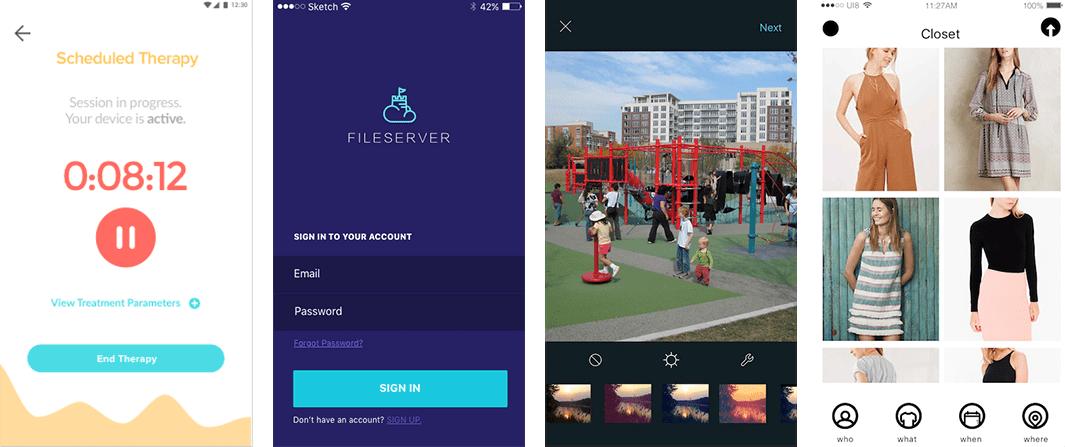 12:30
Scheduled Therapy
Session in progress.
Your device is active.
0:08:12
View Treatment Parameters
End Therapy
Sketch
42%
FILESERVER
SIGN IN TO YOUR ACCOUNT
Email
Password
Forgot Password?
SIGN IN
Don't have an account? SIGN UP.
Next
UI8
11:27AM
100%
Closet
who
what
when
where